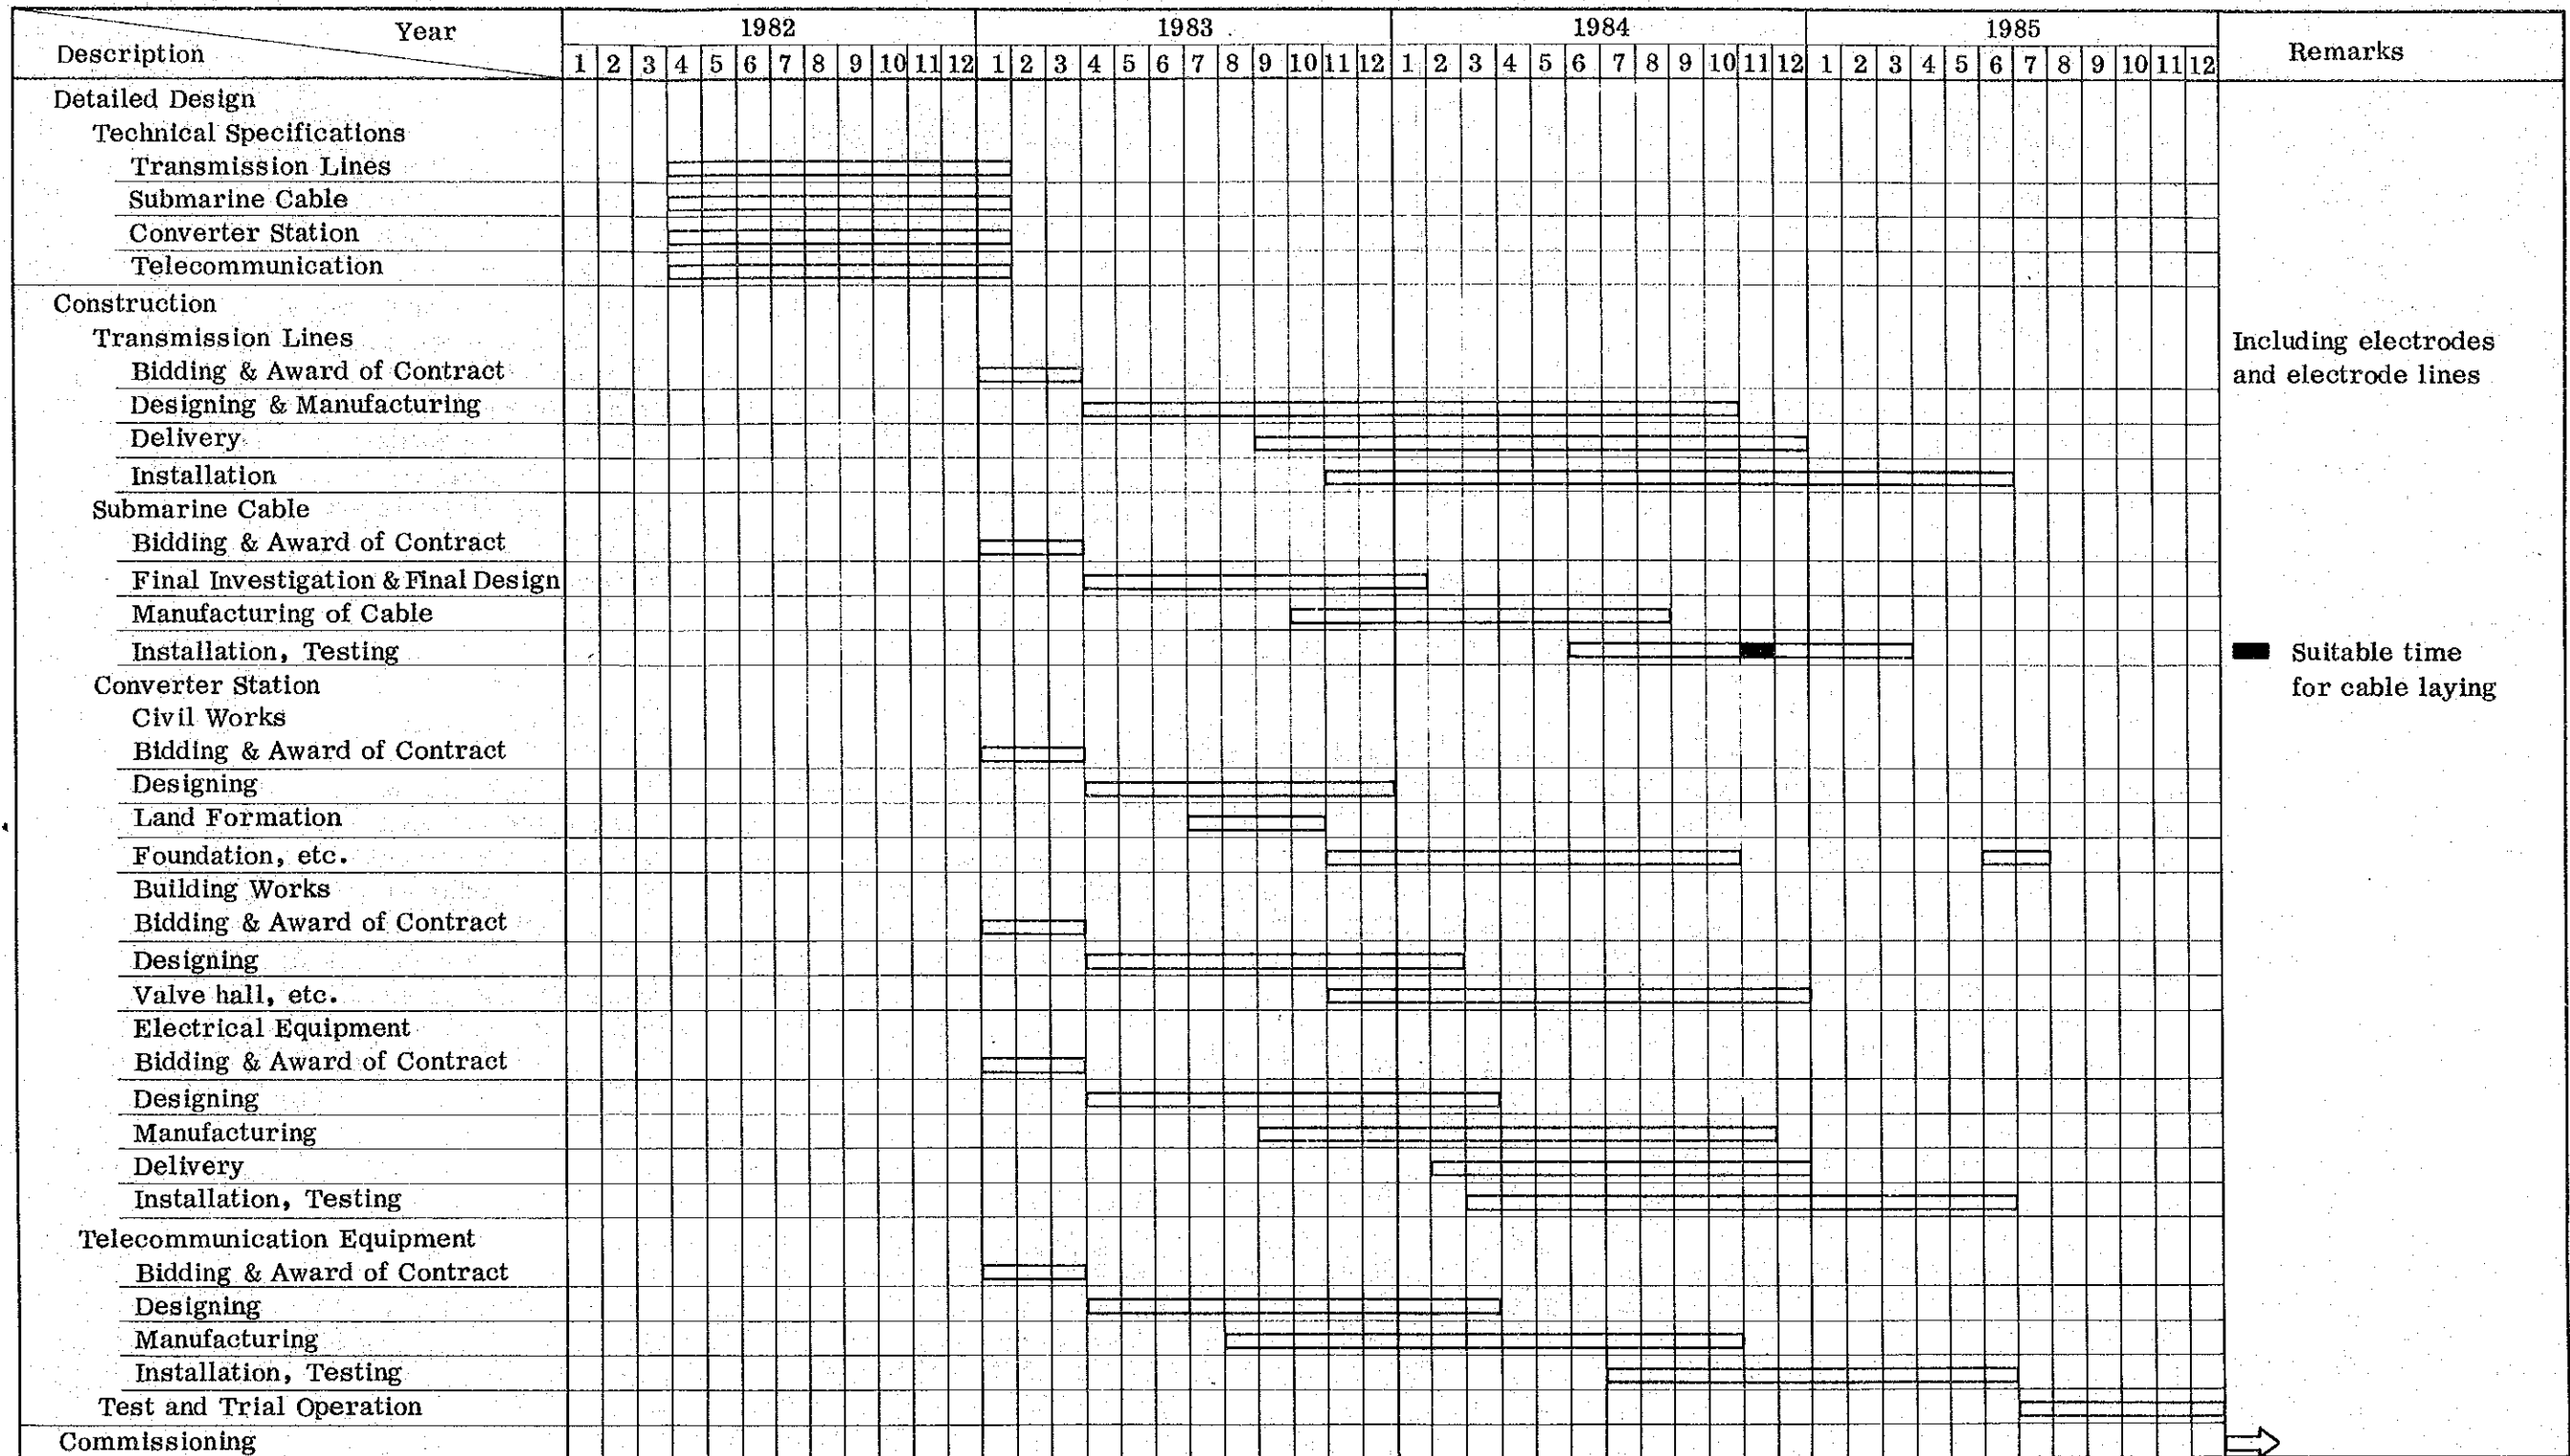 Year
Description
1982
1983
1984
1985
Remarks
1 2 3 4 5 6 7 8 9 10 11 12 1 2 3 4 5 6 7 8 9 10 11 12 1 2 3 4 5 6 7 8 9 10 11 12 1 2 3 4 5 6 7 8 9 10 11 12
Detailed Design
Technical Specifications
Transmission Lines
Submarine Cable
Converter Station
Telecommunication
Construction
Transmission Lines
Including electrodes
and electrode lines
Bidding & Award of Contract
Designing & Manufacturing
Delivery
Installation
Submarine Cable
Bidding & Award of Contract
Final Investigation & Final Design
Manufacturing of Cable
Installation, Testing
Suitable time
for cable laying
Converter Station
Civil Works
Bidding & Award of Contract
Designing
Land Formation
Foundation, etc.
Building Works
Bidding & Award of Contract
Designing
Valve hall, etc.
Electrical Equipment
Bidding & Award of Contract
Designing
Manufacturing
Delivery
Installation, Testing
Telecommunication Equipment
Bidding & Award of Contract
Designing
Manufacturing
Installation, Testing
Test and Trial Operation
Commissioning